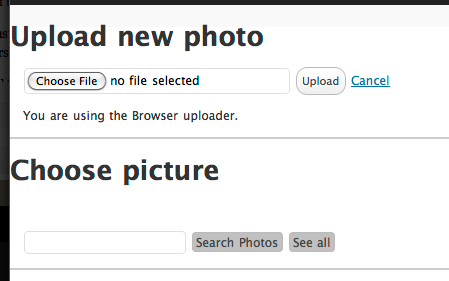 Upload new photo
Choose File no file selected Upload Cancel
You are using the Browser uploader.
Choose picture
Search Photos See all